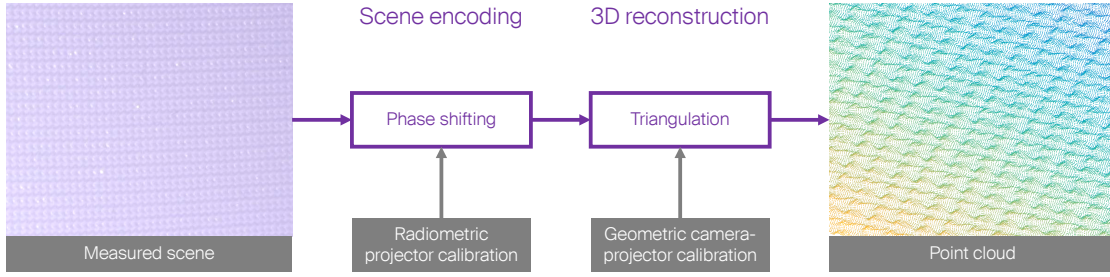 Scene encoding
3D reconstruction
Phase shifting
Triangulation
Measured scene
Radiometric
projector calibration
Geometric camera-
projector calibration
Point cloud